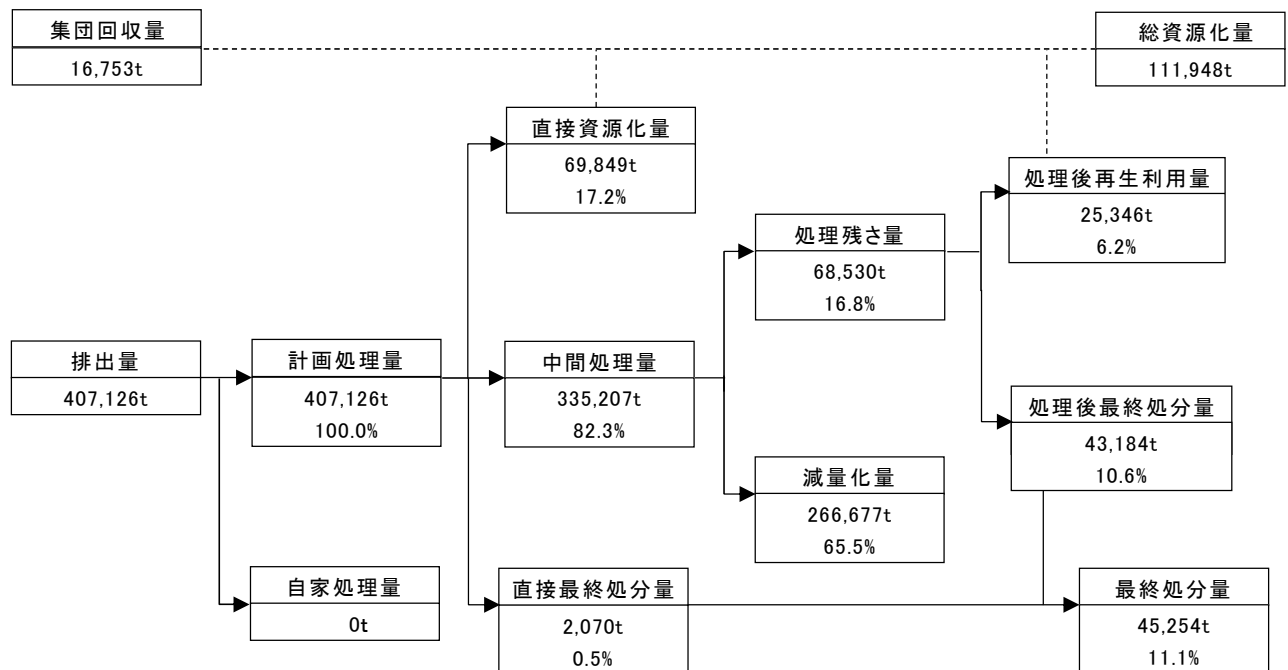 集団回収量
16,753t
総資源化量
111,948t
直接資源化量
69,849t
17.2%
処理後再生利用量
25,346t
6.2%
処理残さ量
68,530t
16.8%
排出量
407,126t
計画処理量
407,126t
100.0%
中間処理量
335,207t
82.3%
処理後最終処分量
43,184t
10.6%
減量化量
266,677t
65.5%
自家処理量
0t
直接最終処分量
2,070t
0.5%
最終処分量
45,254t
11.1%